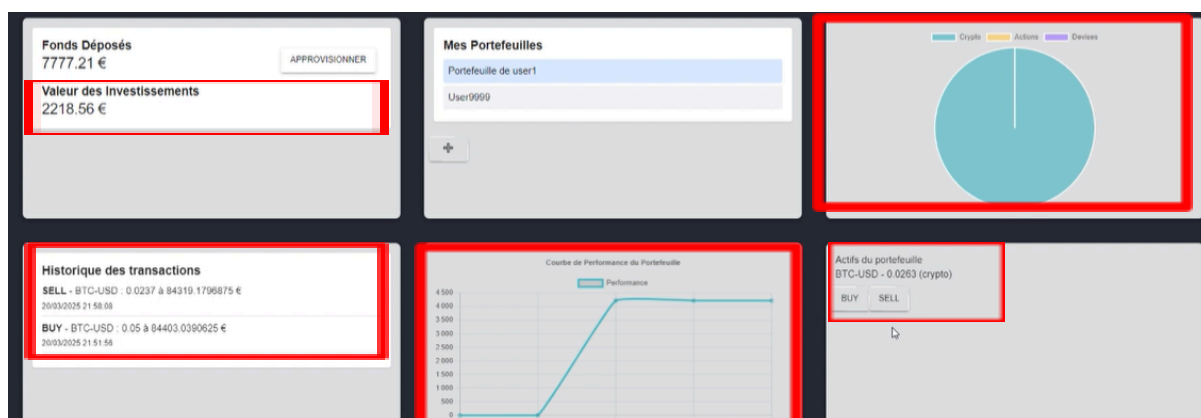 Fonds Déposés
7777.21 €
APPROVISIONNER
Valeur des Investissements
2218.56 €
Mes Portefeuilles
Portefeuille de user1
User9999
+
Crypto Actions Devises
Historique des transactions
SELL - BTC-USD : 0.0237 à 84319.1796875 €
20/03/2025 21:58:08
BUY - BTC-USD : 0.05 à 84403.0390625 €
20/03/2025 21:51:56
Courbe de Performance du Portefeuille
Performance
4 500
4 000
3 500
3 000
2 500
2 000
1 500
1 000
500
0
Actifs du portefeuille
BTC-USD - 0.0263 (crypto)
BUY SELL